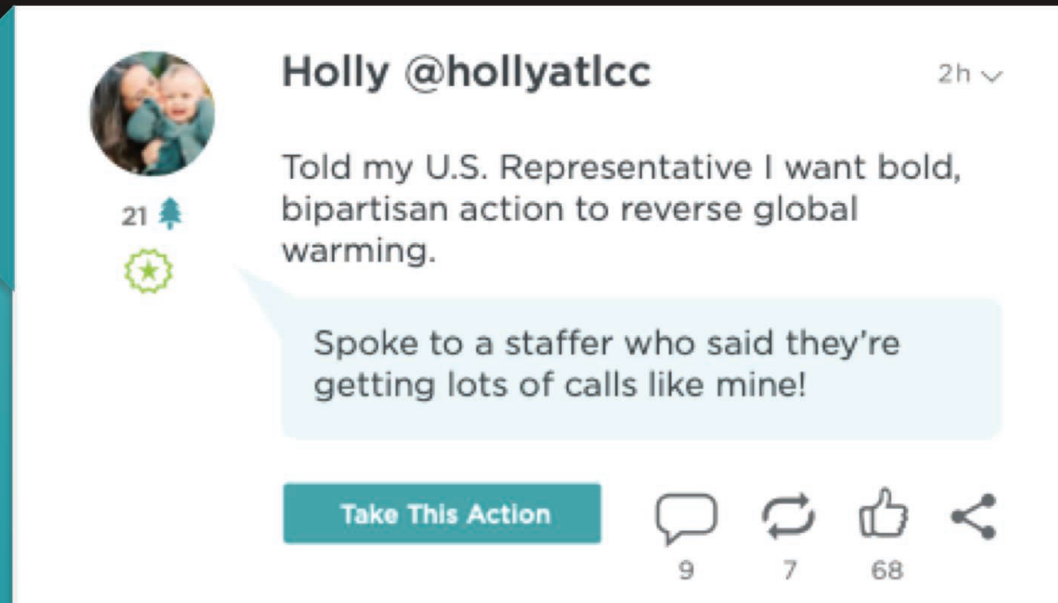 Holly @hollyatlcc
2h
21
Told my U.S. Representative I want bold,
bipartisan action to reverse global
warming.
Spoke to a staffer who said they're
getting lots of calls like mine!
Take This Action
9
7
68